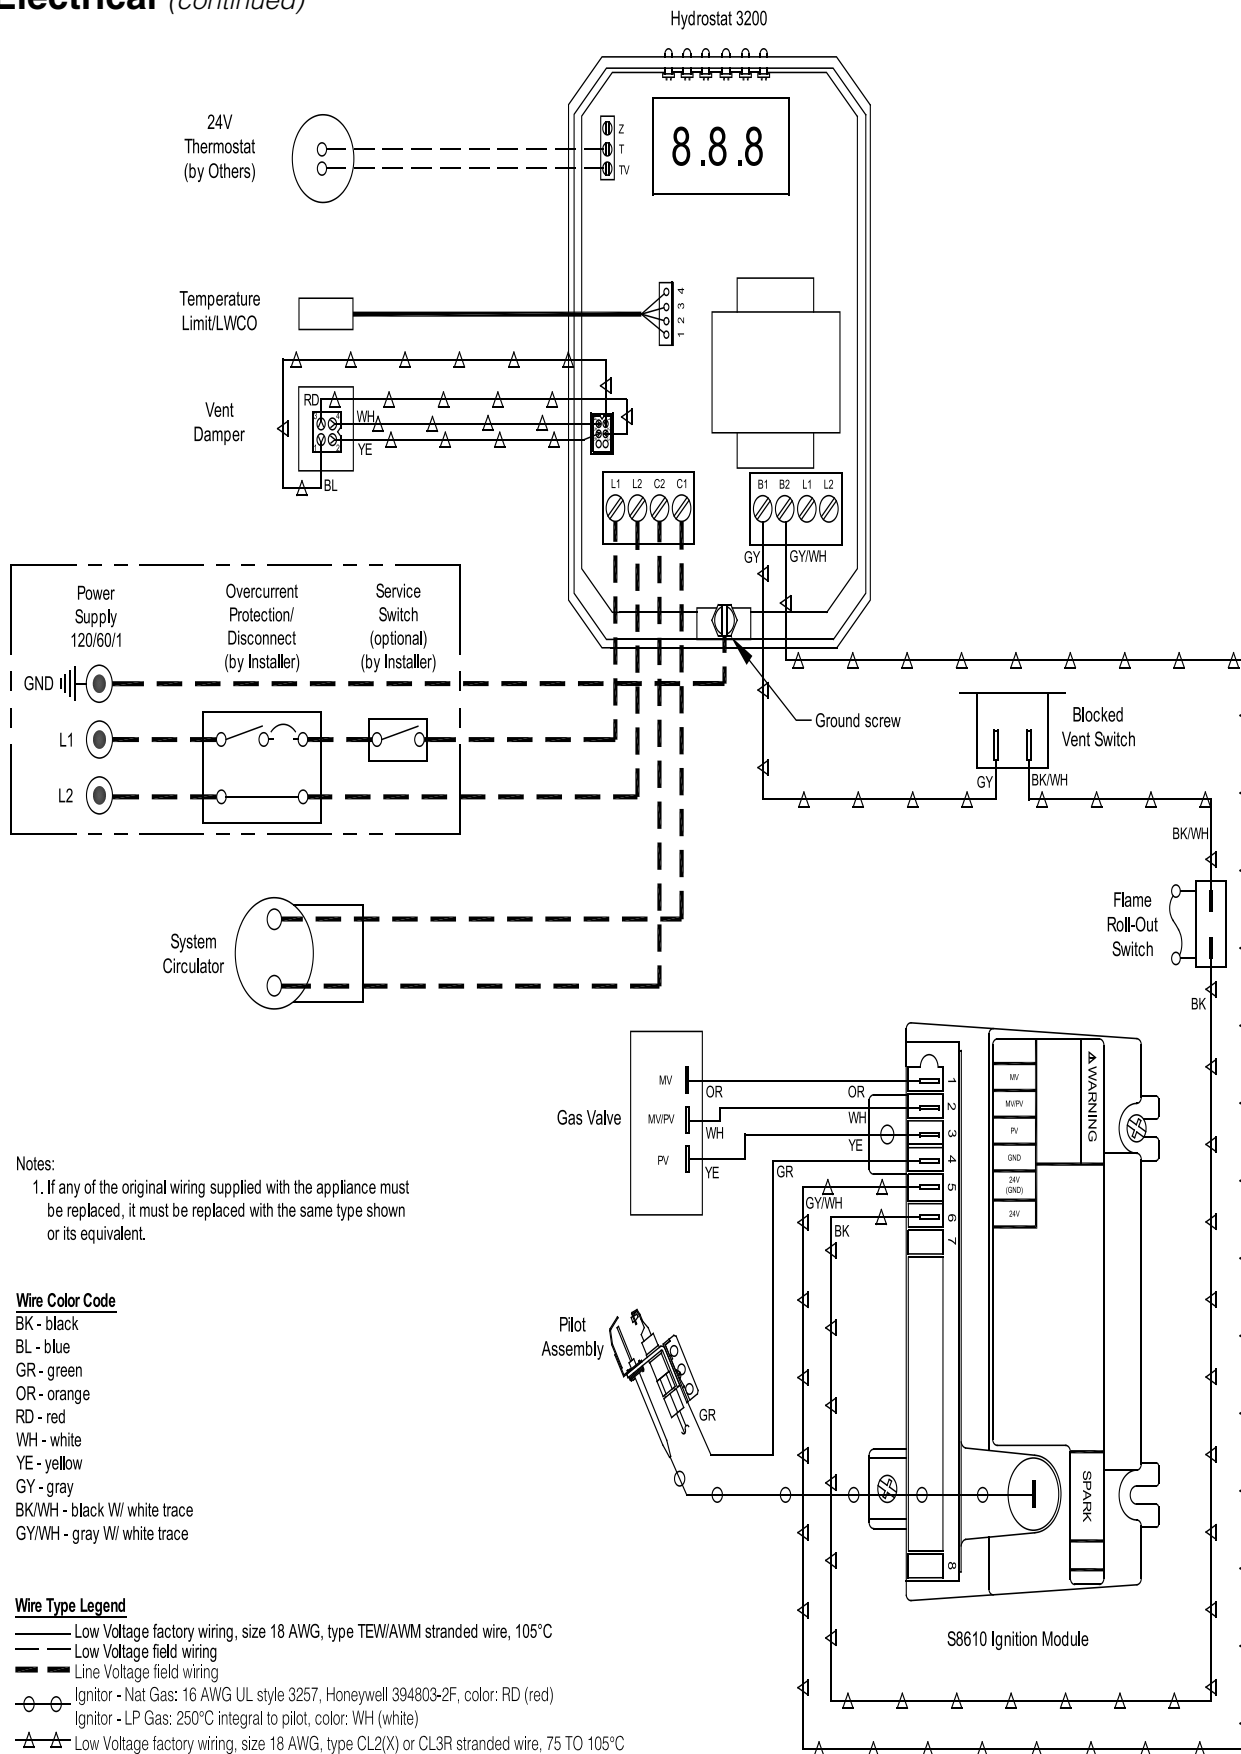 Electrical (continued)
Hydrostat 3200
24V
Thermostat
(by Others)
Z
T
TV
8.8.8
Temperature
Limit/LWCO
4
3
2
1
Vent
Damper
RD
3 4
1 2
WH
YE
BL
L1 L2 C2 C1
B1 B2 L1 L2
GY
GY/WH
Power
Supply
120/60/1
Overcurrent
Protection/
Disconnect
(by Installer)
Service
Switch
(optional)
(by Installer)
GND
L1
L2
Ground screw
Blocked
Vent Switch
GY
BK/WH
BK/WH
Flame
Roll-Out
Switch
BK
System
Circulator
Gas Valve
MV
MV/PV
PV
OR
WH
YE
OR
WH
YE
GR
GY/WH
BK
1
2
3
4
5
6
7
8
MV
MV/PV
PV
GND
24V
(GND)
24V
WARNING
SPARK
Pilot
Assembly
GR
S8610 Ignition Module
Notes:
1. If any of the original wiring supplied with the appliance must
be replaced, it must be replaced with the same type shown
or its equivalent.
Wire Color Code
BK - black
BL - blue
GR - green
OR - orange
RD - red
WH - white
YE - yellow
GY - gray
BK/WH - black W/ white trace
GY/WH - gray W/ white trace
Wire Type Legend
Low Voltage factory wiring, size 18 AWG, type TEW/AWM stranded wire, 105°C
Low Voltage field wiring
Line Voltage field wiring
Ignitor - Nat Gas: 16 AWG UL style 3257, Honeywell 394803-2F, color: RD (red)
Ignitor - LP Gas: 250°C integral to pilot, color: WH (white)
Low Voltage factory wiring, size 18 AWG, type CL2(X) or CL3R stranded wire, 75 TO 105°C